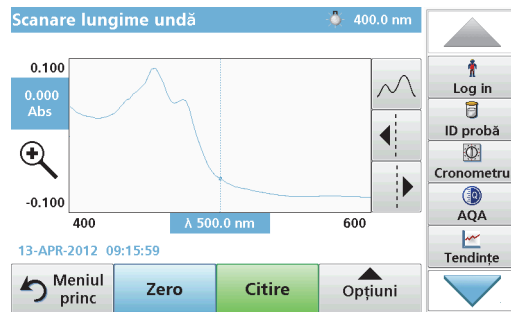 Scanare lungime undă
400.0 nm
0.100
0.000
Abs
-0.100
400
λ 500.0 nm
600
13-APR-2012 09:15:59
Meniul
princ
Zero
Citire
Opțiuni
Log in
ID probă
Cronometru
AQA
Tendințe